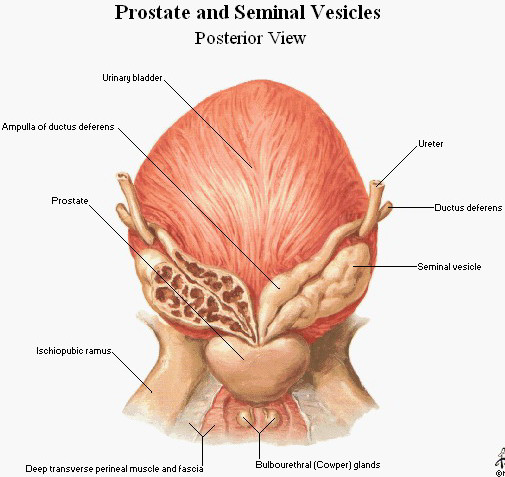 Prostate and Seminal Vesicles
Posterior View
Urinary bladder
Ampulla of ductus deferens
Ureter
Prostate
Ductus deferens
Seminal vesicle
Ischiopubic ramus
Deep transverse perineal muscle and fascia
Bulbourethral (Cowper) glands